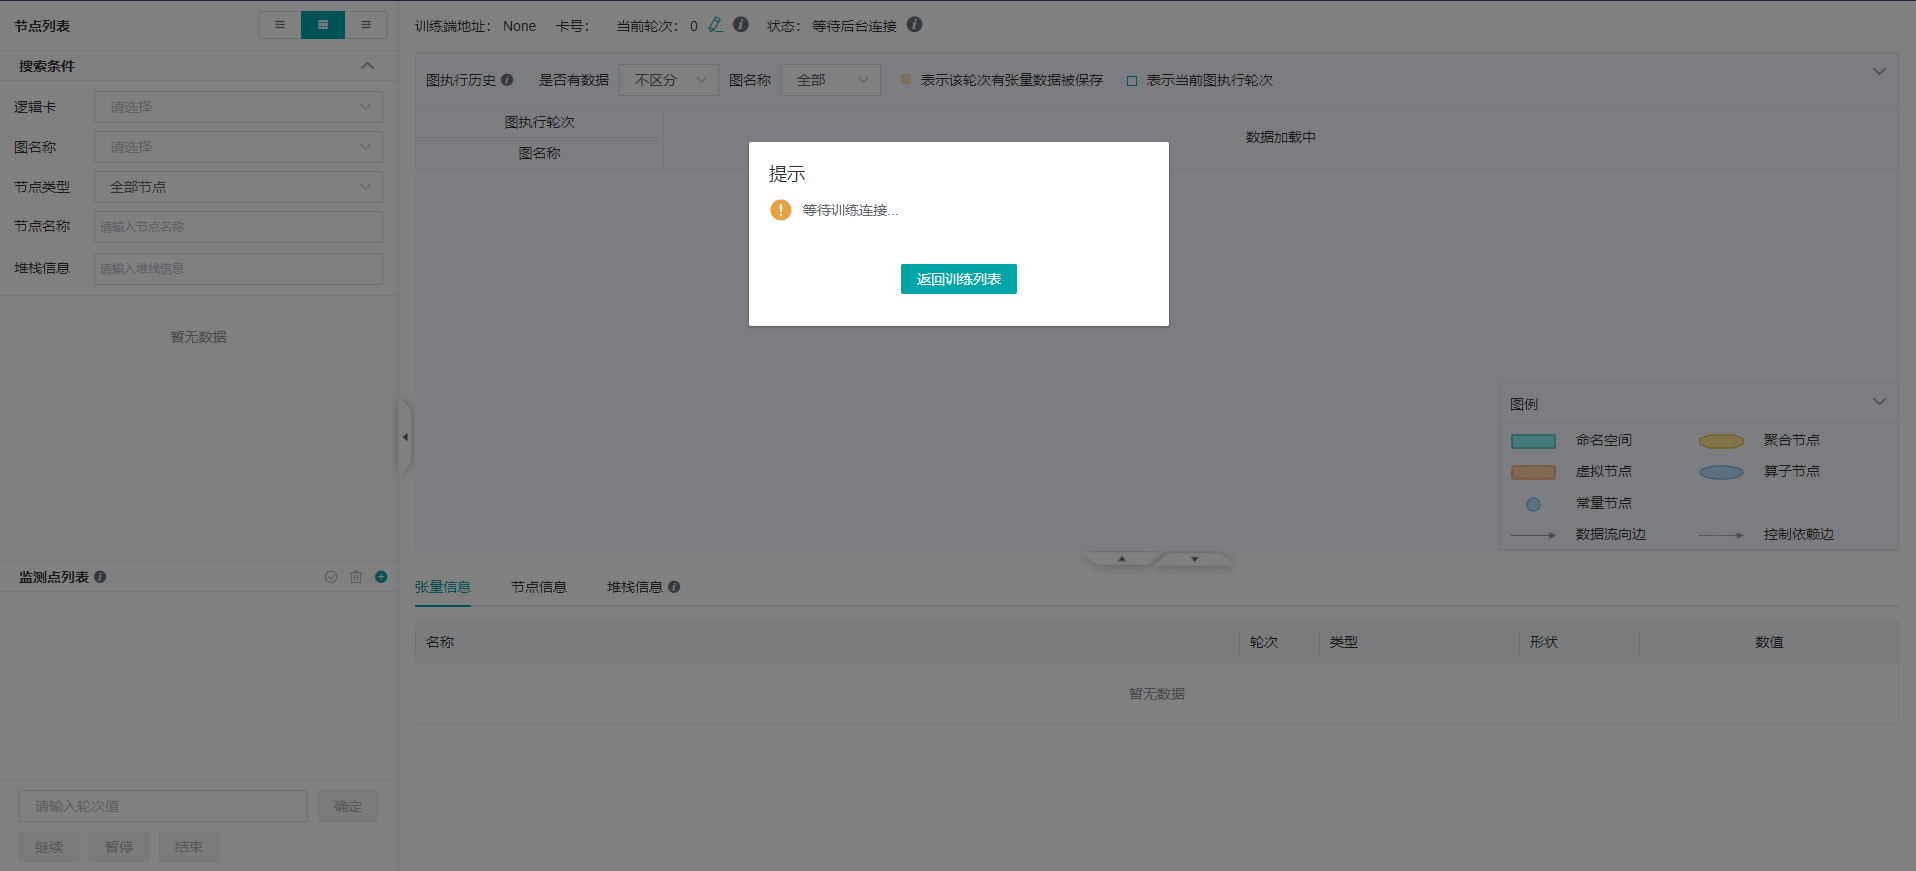 节点列表
搜索条件
逻辑卡 请选择
图名称 请选择
节点类型 全部节点
节点名称 请输入节点名称
堆栈信息 请输入堆栈信息
暂无数据
监测点列表
请输入轮次值 确定
继续 暂停 结束
训练端地址: None 卡号: 当前轮次: 0 状态: 等待后台连接
图执行历史 是否有数据 不区分 图名称 全部 表示该轮次有张量数据被保存 表示当前图执行轮次
图执行轮次
图名称
数据加载中
提示
等待训练连接...
返回训练列表
图例
命名空间 聚合节点
虚拟节点 算子节点
常量节点
数据流向边 控制依赖边
张量信息 节点信息 堆栈信息
名称 轮次 类型 形状 数值
暂无数据